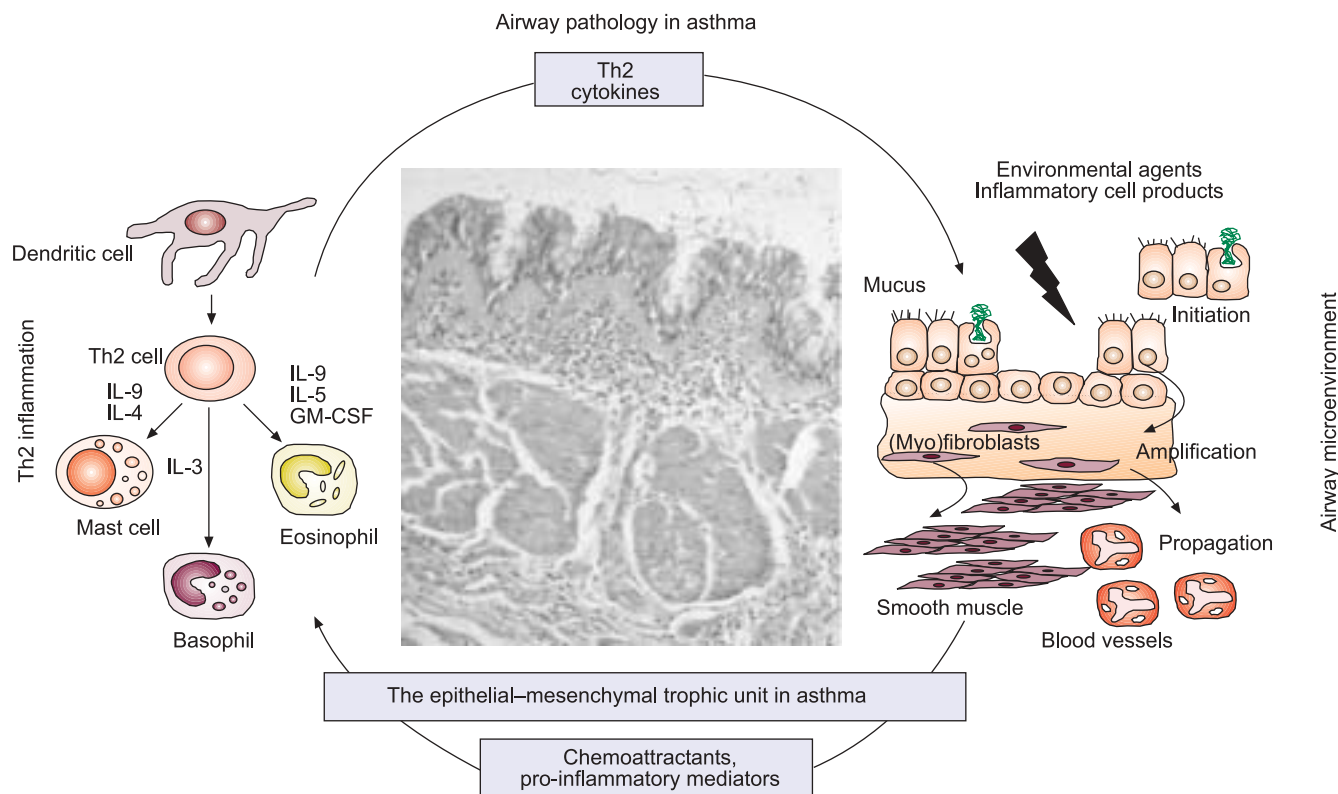 Airway pathology in asthma
Th2
cytokines
Environmental agents
Inflammatory cell products
Dendritic cell
Mucus
Initiation
Th2 inflammation
Th2 cell
IL-9
IL-4
IL-9
IL-5
GM-CSF
IL-3
Mast cell
Eosinophil
Basophil
(Myo)fibroblasts
Amplification
Airway microenvironment
Propagation
Smooth muscle
Blood vessels
The epithelial–mesenchymal trophic unit in asthma
Chemoattractants,
pro-inflammatory mediators